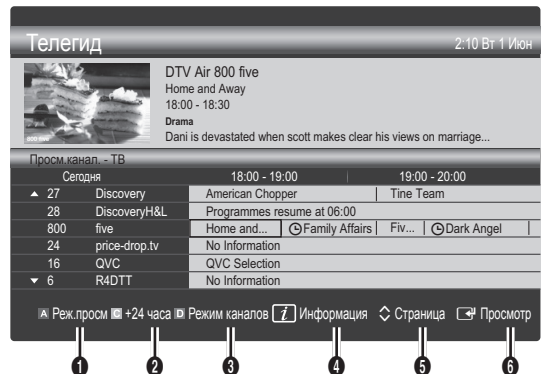 Телегид 2:10 Вт 1 Июн
DTV Air 800 five
Home and Away
18:00 - 18:30
Drama
Dani is devastated when scott makes clear his views on marriage...
800 five
Просм.канал. - ТВ
Сегодня 18:00 - 19:00 19:00 - 20:00
▲ 27 Discovery American Chopper Tine Team
28 DiscoveryH&L Programmes resume at 06:00
800 five Home and... Family Affairs Fiv... Dark Angel
24 price-drop.tv No Information
16 QVC QVC Selection
▼ 6 R4DTT No Information
A Реж.просм C +24 часа D Режим каналов i Информация Страница Просмотр
1 2 3 4 5 6